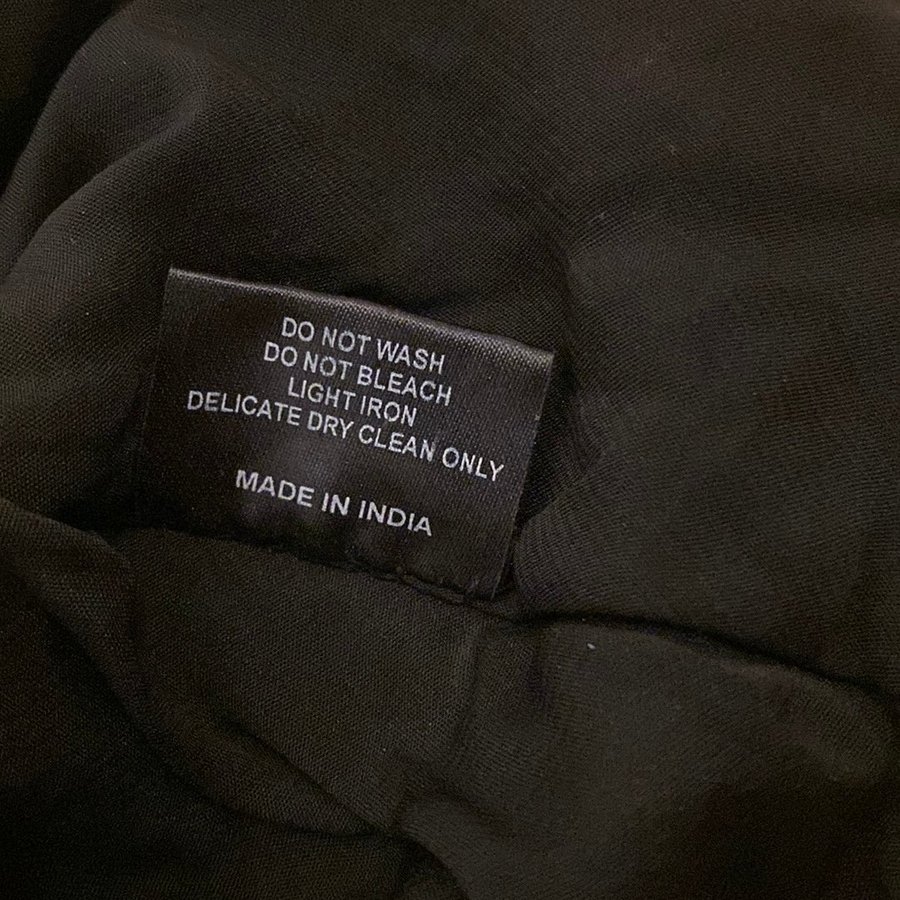 DO NOT WASH
DO NOT BLEACH
LIGHT IRON
DELICATE DRY CLEAN ONLY
MADE IN INDIA